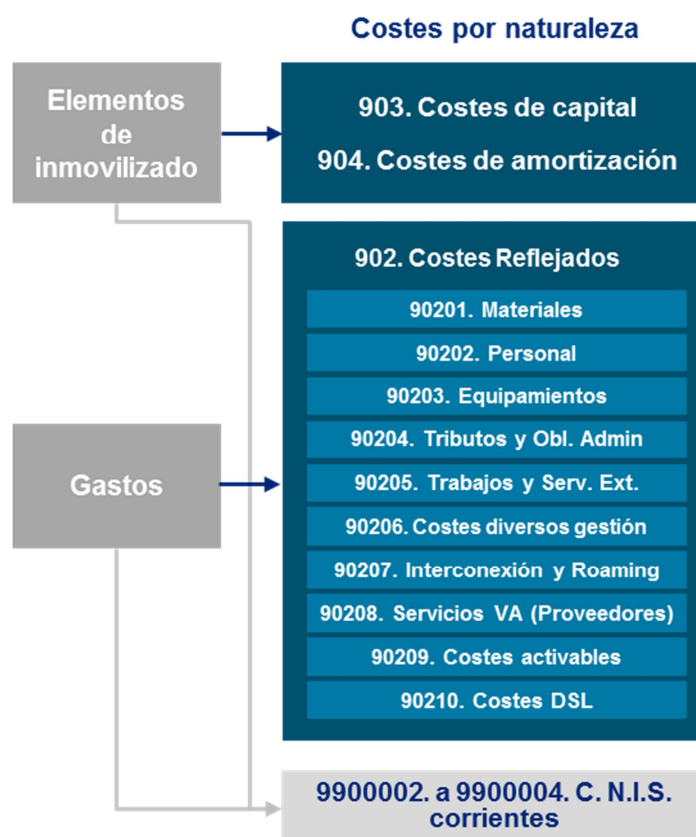 Costes por naturaleza
Elementos
de
inmovilizado
903. Costes de capital
904. Costes de amortización
902. Costes Reflejados
90201. Materiales
90202. Personal
90203. Equipamientos
90204. Tributos y Obl. Admin
Gastos
90205. Trabajos y Serv. Ext.
90206. Costes diversos gestión
90207. Interconexión y Roaming
90208. Servicios VA (Proveedores)
90209. Costes activables
90210. Costes DSL
9900002. a 9900004. C. N.I.S.
corrientes